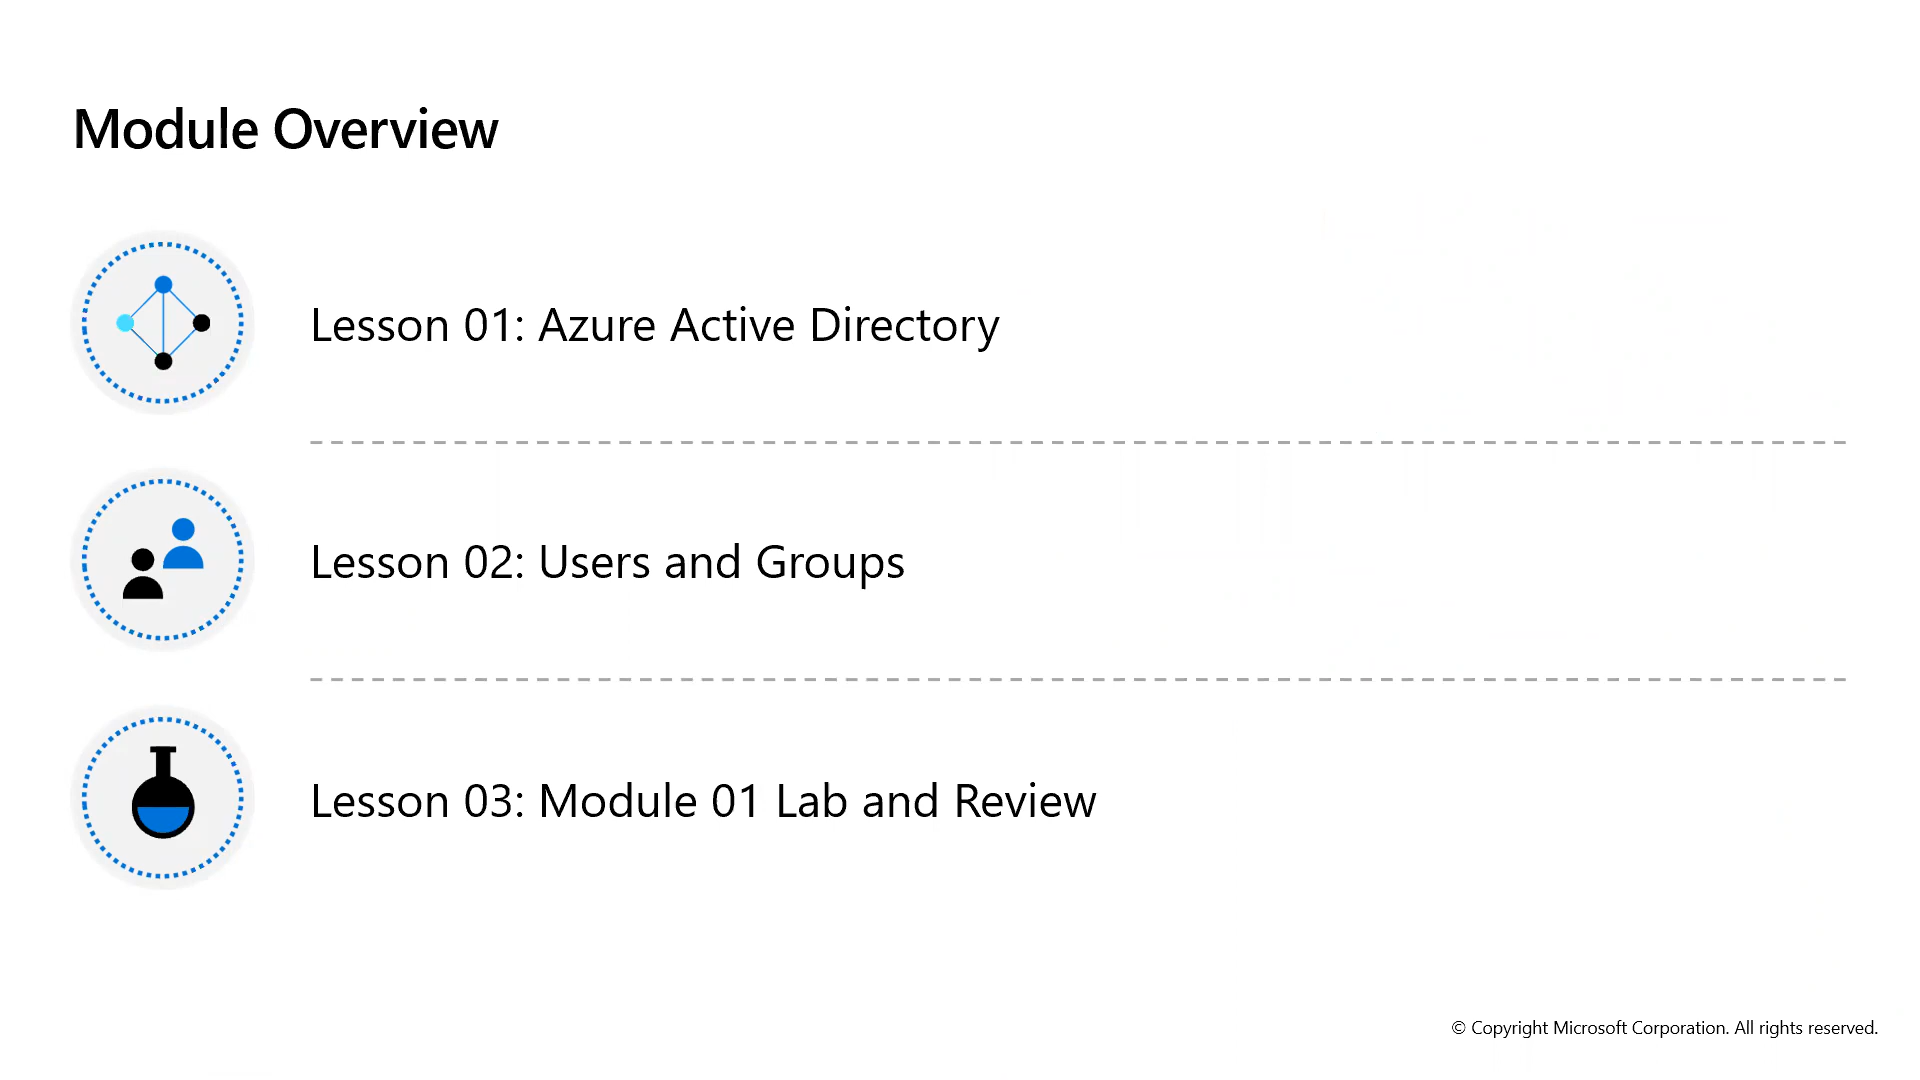 Module Overview
Lesson 01: Azure Active Directory
Lesson 02: Users and Groups
Lesson 03: Module 01 Lab and Review
© Copyright Microsoft Corporation. All rights reserved.